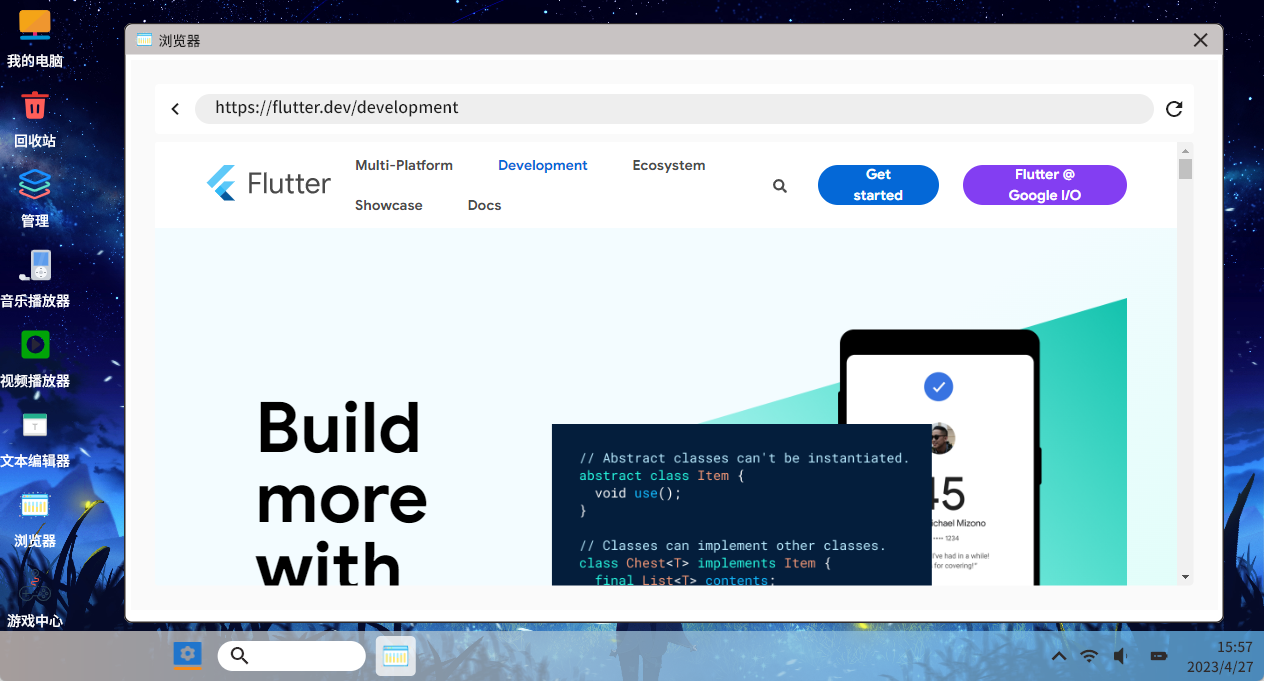 我的电脑
回收站
管理
音乐播放器
视频播放器
文本编辑器
浏览器
游戏中心
浏览器
https://flutter.dev/development
Flutter
Multi-Platform
Development
Ecosystem
Showcase
Docs
Get
started
Flutter @
Google I/O
Build
more
with
// Abstract classes can't be instantiated.
abstract class Item {
void use();
}
// Classes can implement other classes.
class Chest<T> implements Item {
final List<T> contents;
45
ichael Mizono
•••• 1234
I've had in a while!
for covering!"
T
15:57
2023/4/27